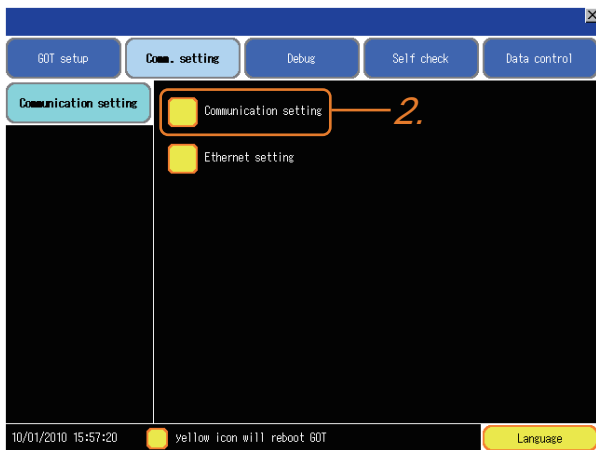 GOT setup
Comm. setting
Debug
Self check
Data control
Communication setting
Communication setting
2.
Ethernet setting
10/01/2010 15:57:20
yellow icon will reboot GOT
Language